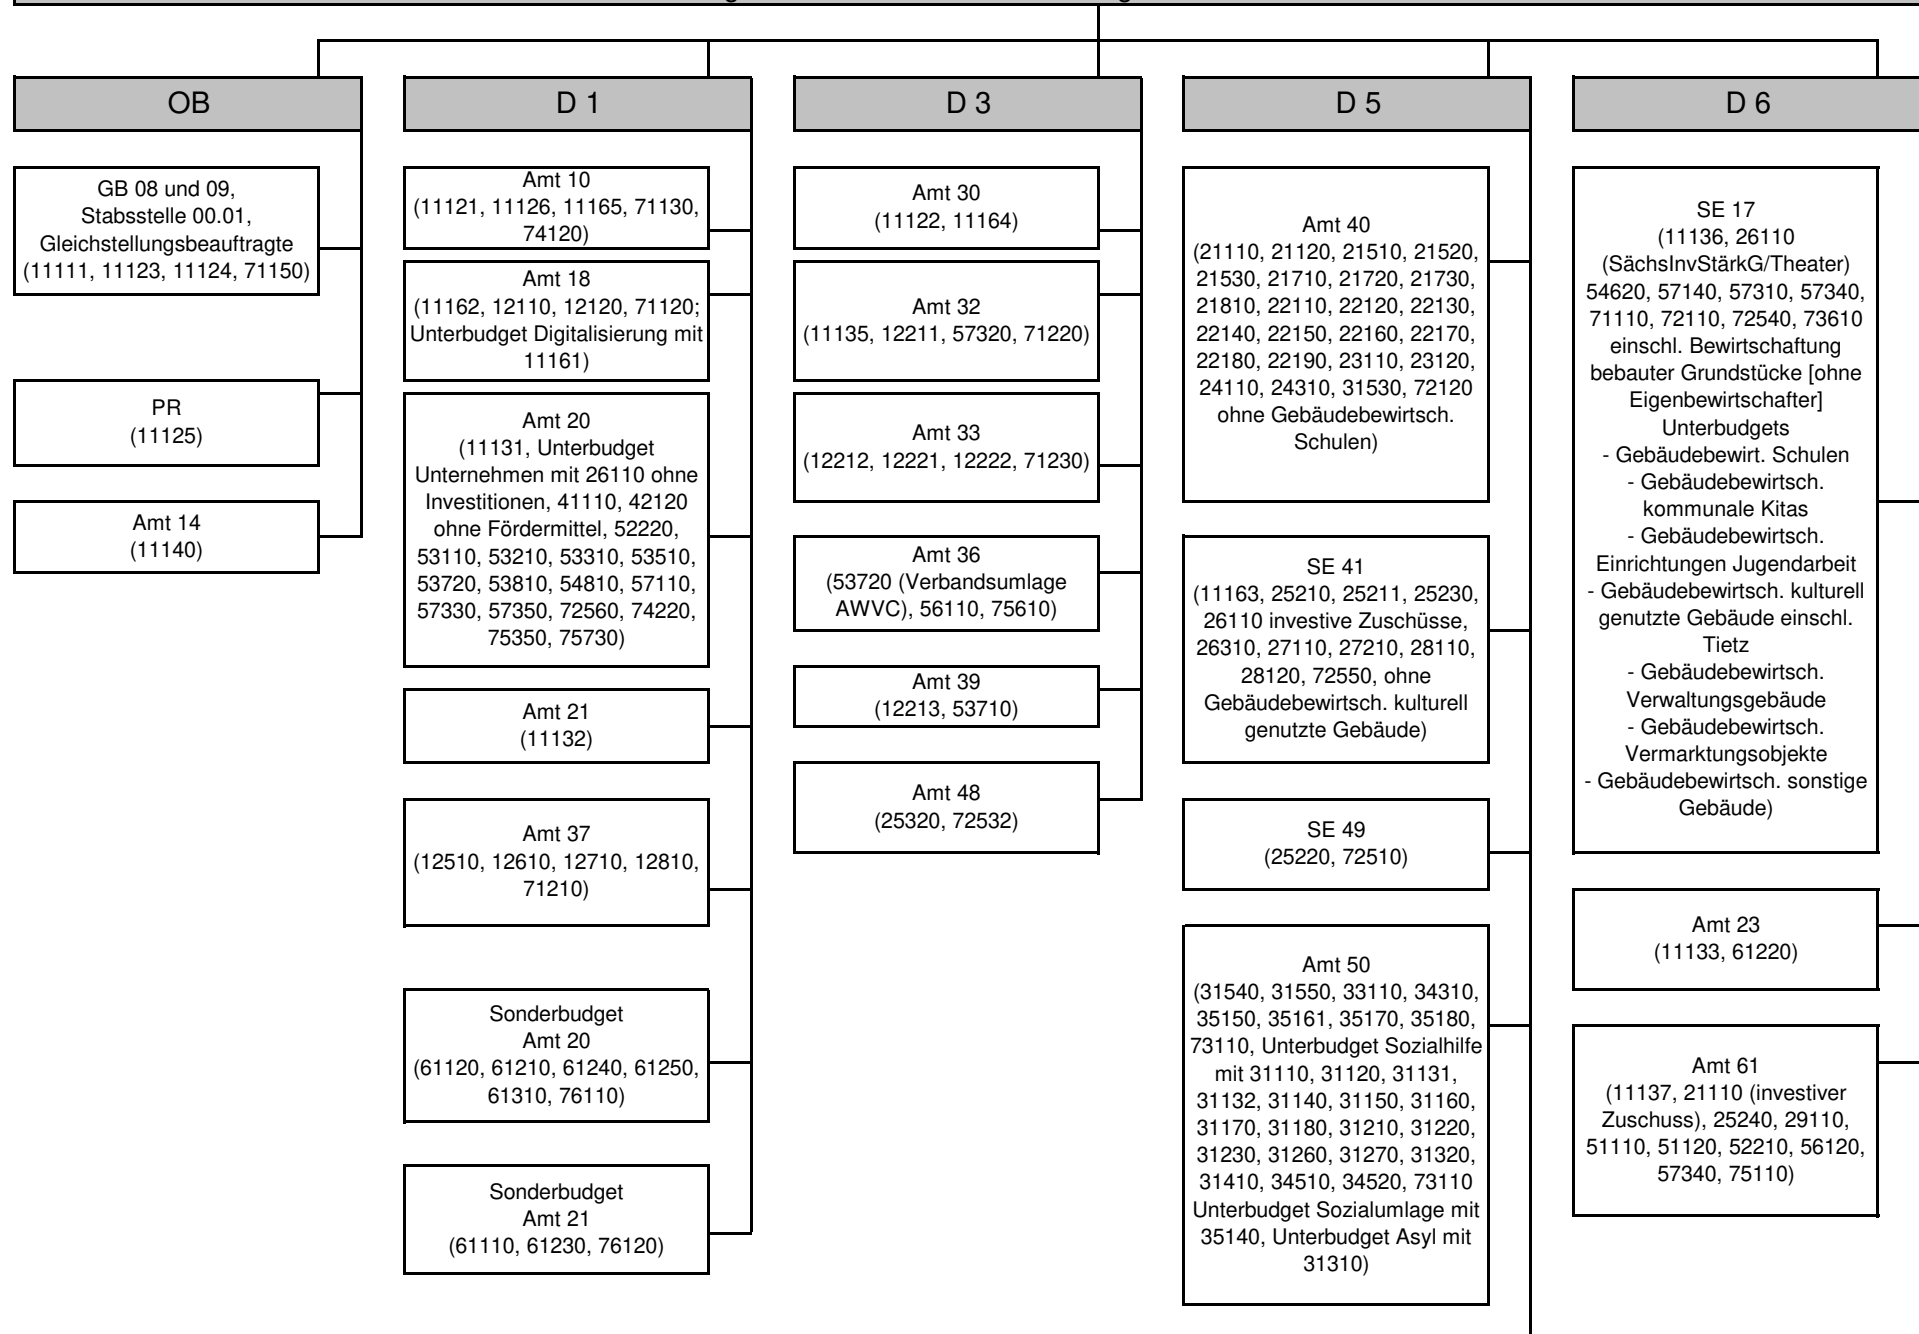 OB
GB 08 und 09,
Stabsstelle 00.01,
Gleichstellungsbeauftragte
(11111, 11123, 11124, 71150)
PR
(11125)
Amt 14
(11140)
D 1
Amt 10
(11121, 11126, 11165, 71130,
74120)
Amt 18
(11162, 12110, 12120, 71120;
Unterbudget Digitalisierung mit
11161)
Amt 20
(11131, Unterbudget
Unternehmen mit 26110 ohne
Investitionen, 41110, 42120
ohne Fördermittel, 52220,
53110, 53210, 53310, 53510,
53720, 53810, 54810, 57110,
57330, 57350, 72560, 74220,
75350, 75730)
Amt 21
(11132)
Amt 37
(12510, 12610, 12710, 12810,
71210)
Sonderbudget
Amt 20
(61120, 61210, 61240, 61250,
61310, 76110)
Sonderbudget
Amt 21
(61110, 61230, 76120)
D 3
Amt 30
(11122, 11164)
Amt 32
(11135, 12211, 57320, 71220)
Amt 33
(12212, 12221, 12222, 71230)
Amt 36
(53720 (Verbandsumlage
AWVC), 56110, 75610)
Amt 39
(12213, 53710)
Amt 48
(25320, 72532)
D 5
Amt 40
(21110, 21120, 21510, 21520,
21530, 21710, 21720, 21730,
21810, 22110, 22120, 22130,
22140, 22150, 22160, 22170,
22180, 22190, 23110, 23120,
24110, 24310, 31530, 72120
ohne Gebäudebewirtsch.
Schulen)
SE 41
(11163, 25210, 25211, 25230,
26110 investive Zuschüsse,
26310, 27110, 27210, 28110,
28120, 72550, ohne
Gebäudebewirtsch. kulturell
genutzte Gebäude)
SE 49
(25220, 72510)
Amt 50
(31540, 31550, 33110, 34310,
35150, 35161, 35170, 35180,
73110, Unterbudget Sozialhilfe
mit 31110, 31120, 31131,
31132, 31140, 31150, 31160,
31170, 31180, 31210, 31220,
31230, 31260, 31270, 31320,
31410, 34510, 34520, 73110
Unterbudget Sozialumlage mit
35140, Unterbudget Asyl mit
31310)
D 6
SE 17
(11136, 26110
(SächsInvStärkG/Theater)
54620, 57140, 57310, 57340,
71110, 72110, 72540, 73610
einschl. Bewirtschaftung
bebauter Grundstücke [ohne
Eigenbewirtschafter]
Unterbudgets
- Gebäudebewirt. Schulen
- Gebäudebewirtsch.
kommunale Kitas
- Gebäudebewirtsch.
Einrichtungen Jugendarbeit
- Gebäudebewirtsch. kulturell
genutzte Gebäude einschl.
Tietz
- Gebäudebewirtsch.
Verwaltungsgebäude
- Gebäudebewirtsch.
Vermarktungsobjekte
- Gebäudebewirtsch. sonstige
Gebäude)
Amt 23
(11133, 61220)
Amt 61
(11137, 21110 (investiver
Zuschuss), 25240, 29110,
51110, 51120, 52210, 56120,
57340, 75110)